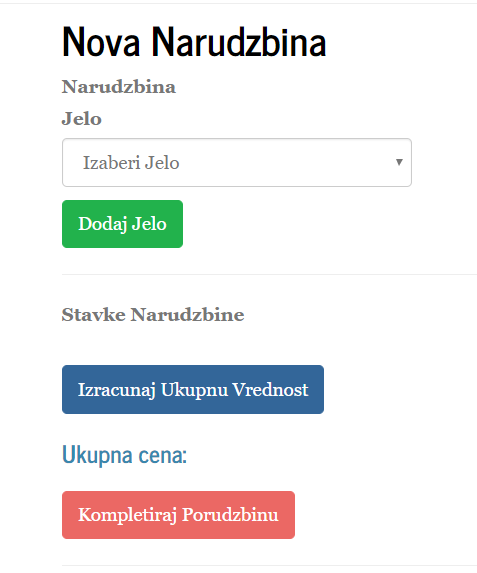 Nova Narudzbina
Narudzbina
Jelo
Izaberi Jelo
Dodaj Jelo
Stavke Narudzbine
Izracunaj Ukupnu Vrednost
Ukupna cena:
Kompletiraj Porudzbinu